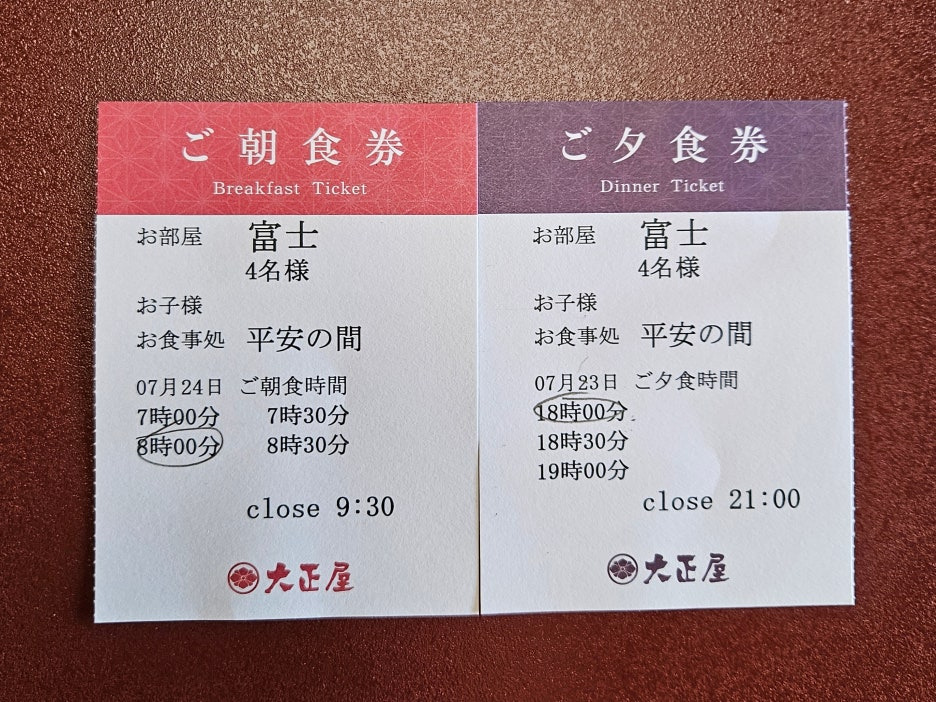 ご朝食券
Breakfast Ticket
お部屋 富士
4名様
お子様
お食事処 平安の間
07月24日 ご朝食時間
7時00分 7時30分
8時00分 8時30分
close 9:30
大正屋
ご夕食券
Dinner Ticket
お部屋 富士
4名様
お子様
お食事処 平安の間
07月23日 ご夕食時間
18時00分
18時30分
19時00分
close 21:00
大正屋